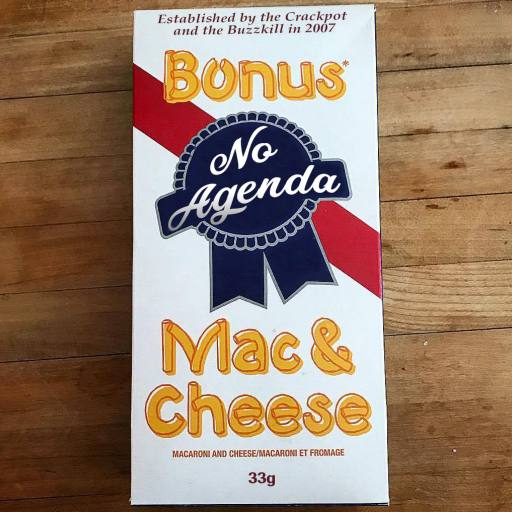 Established by the Crackpot
and the Buzzkill in 2007
Bonus*
No
Agenda
Mac &
Cheese
MACARONI AND CHEESE/MACARONI ET FROMAGE
33g